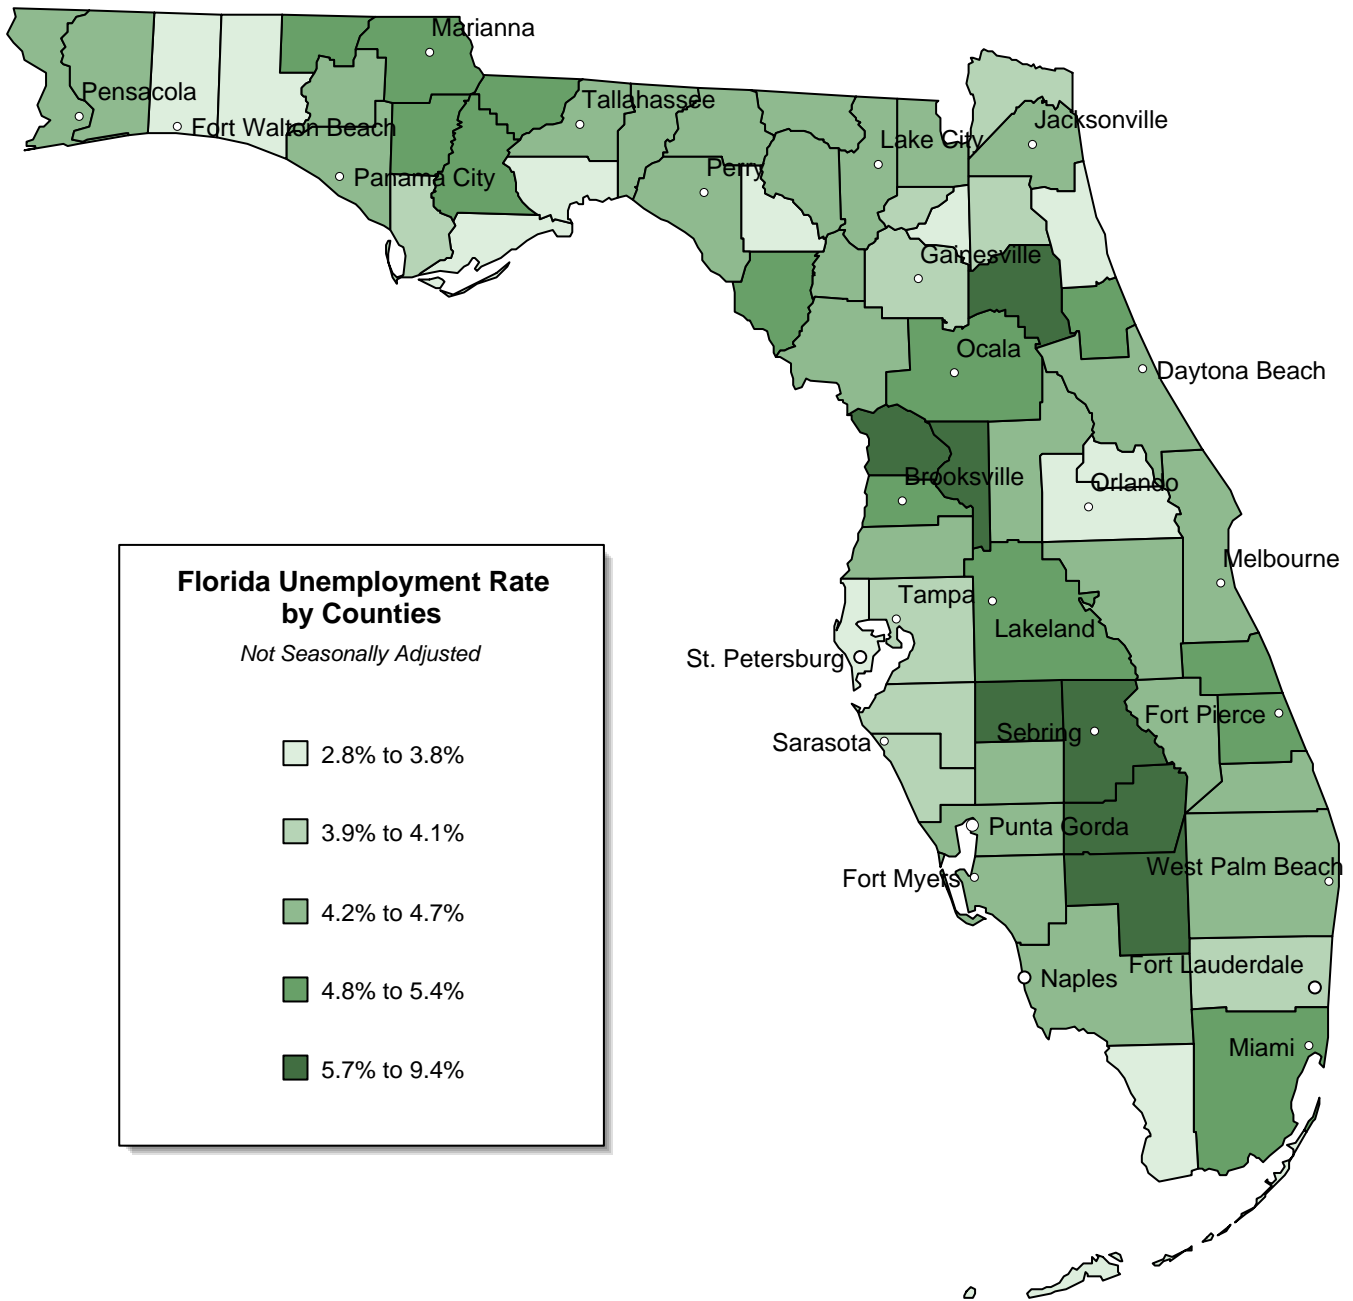 Marianna
Pensacola
Tallahassee
Fort Walton Beach
Jacksonville
Lake City
Perry
Panama City
Gainesville
Ocala
Daytona Beach
Brooksville
Orlando
Melbourne
Florida Unemployment Rate
by Counties
Not Seasonally Adjusted
2.8% to 3.8%
3.9% to 4.1%
4.2% to 4.7%
4.8% to 5.4%
5.7% to 9.4%
Tampa
Lakeland
St. Petersburg
Fort Pierce
Sebring
Sarasota
Punta Gorda
West Palm Beach
Fort Myers
Fort Lauderdale
Naples
Miami